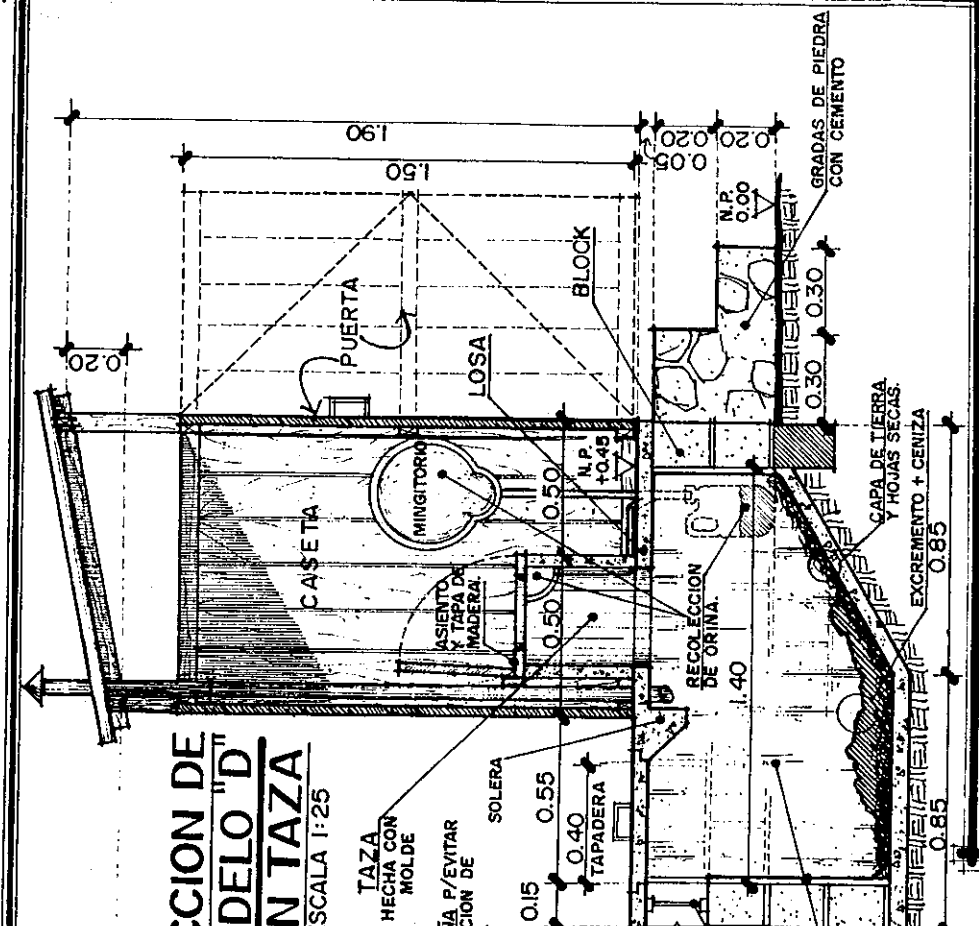 CCION DE
DELO "D"
N TAZA
SCALA 1:25
0.20
1.90
1.50
0.05
0.20
0.20
N.P.
0.00
GRADAS DE PIEDRA
CON CEMENTO
PUERTA
BLOCK
LOSA
CASETA
MINGITORIO
ASIENTO
Y TAPA DE
MADERA.
N.P.
+0.45
0.50
0.50
0.30
0.30
TAZA
HECHA CON
MOLDE
P/EVITAR
CION DE
SOLERA
0.15
0.55
0.40
TAPADERA
RECOLECCION
DE ORINA.
1.40
CAPA DE TIERRA
Y HOJAS SECAS.
EXCREMENTO + CENIZA
0.85
0.85